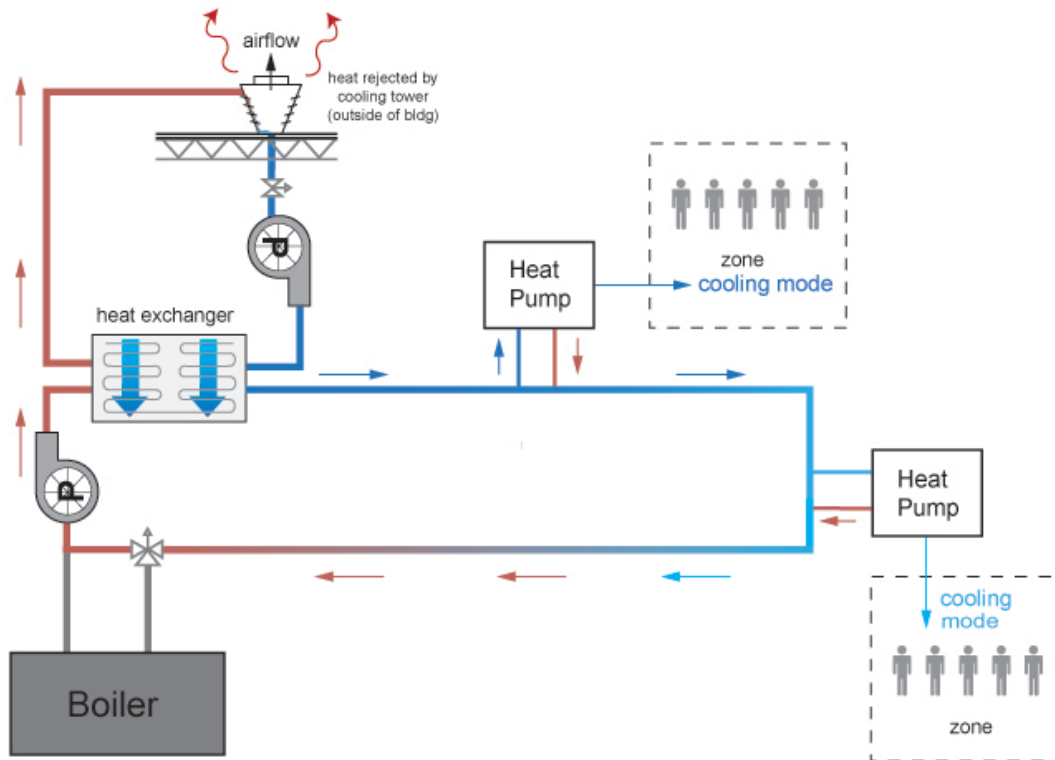 airflow
heat rejected by
cooling tower
(outside of bldg)
P
zone
cooling mode
Heat
Pump
heat exchanger
Heat
Pump
P
cooling
mode
zone
Boiler